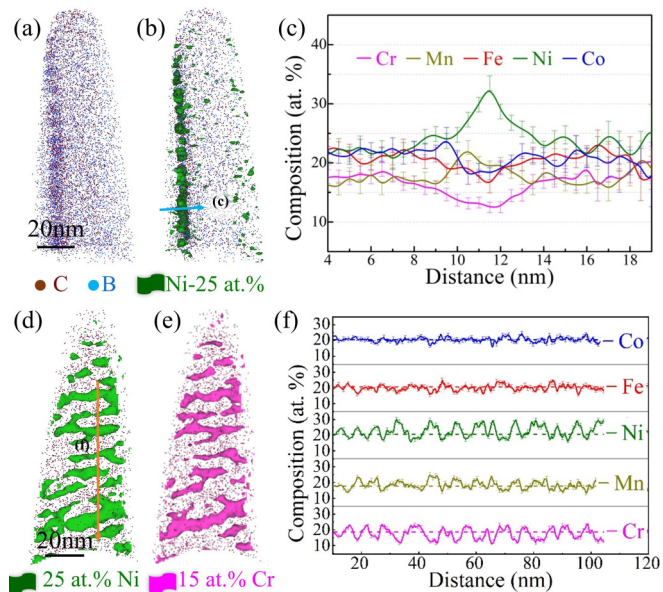 (a)
(b)
(c)
20nm
C
B
Ni-25 at.%
(c)
Composition (at. %)
40
30
20
10
Cr
Mn
Fe
Ni
Co
4 6 8 10 12 14 16 18
Distance (nm)
(d)
(e)
20nm
25 at.% Ni
15 at.% Cr
(f)
Composition (at. %)
30
20
10
Co
30
20
10
Fe
30
20
10
Ni
30
20
10
Mn
30
20
10
Cr
20 40 60 80 100 120
Distance (nm)